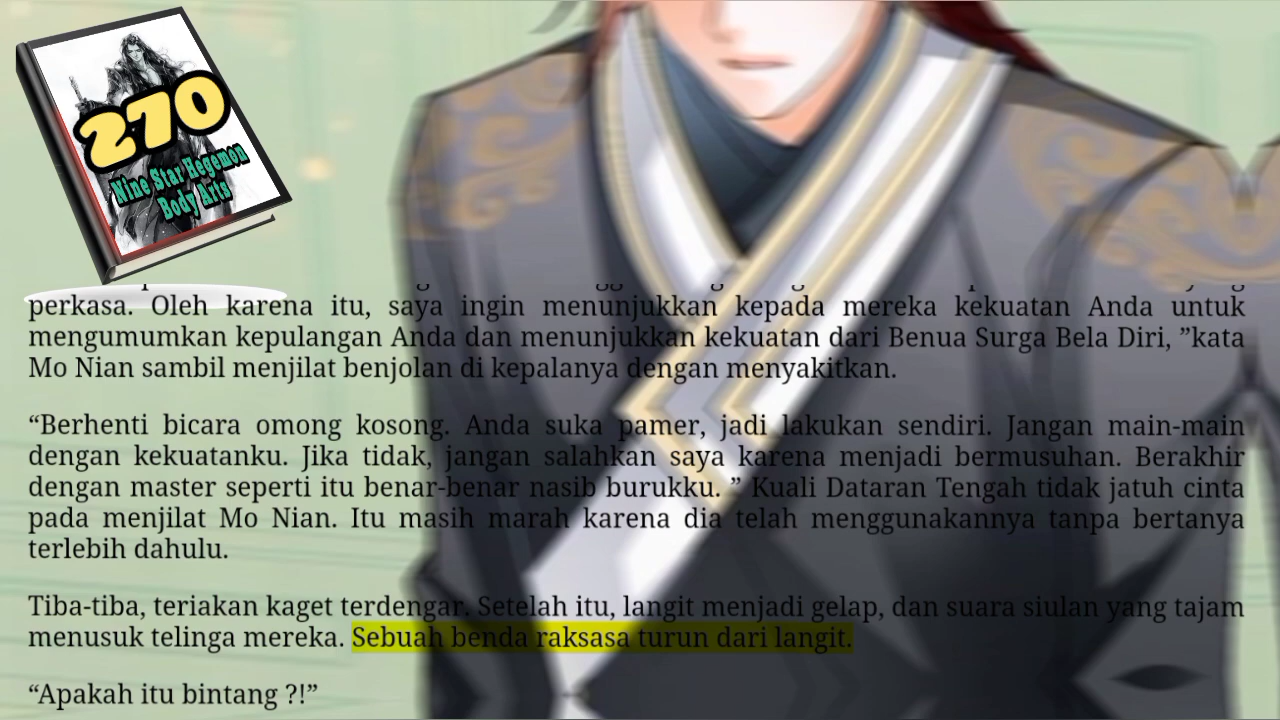 270
Nine Star Hegemon
Body Arts
perkasa. Oleh karena itu, saya ingin menunjukkan kepada mereka kekuatan Anda untuk
mengumumkan kepulangan Anda dan menunjukkan kekuatan dari Benua Surga Bela Diri, ”kata
Mo Nian sambil menjilat benjolan di kepalanya dengan menyakitkan.
“Berhenti bicara omong kosong. Anda suka pamer, jadi lakukan sendiri. Jangan main-main
dengan kekuatanku. Jika tidak, jangan salahkan saya karena menjadi bermusuhan. Berakhir
dengan master seperti itu benar-benar nasib burukku. ” Kuali Dataran Tengah tidak jatuh cinta
pada menjilat Mo Nian. Itu masih marah karena dia telah menggunakannya tanpa bertanya
terlebih dahulu.
Tiba-tiba, teriakan kaget terdengar. Setelah itu, langit menjadi gelap, dan suara siulan yang tajam
menusuk telinga mereka. Sebuah benda raksasa turun dari langit.
“Apakah itu bintang ?!”